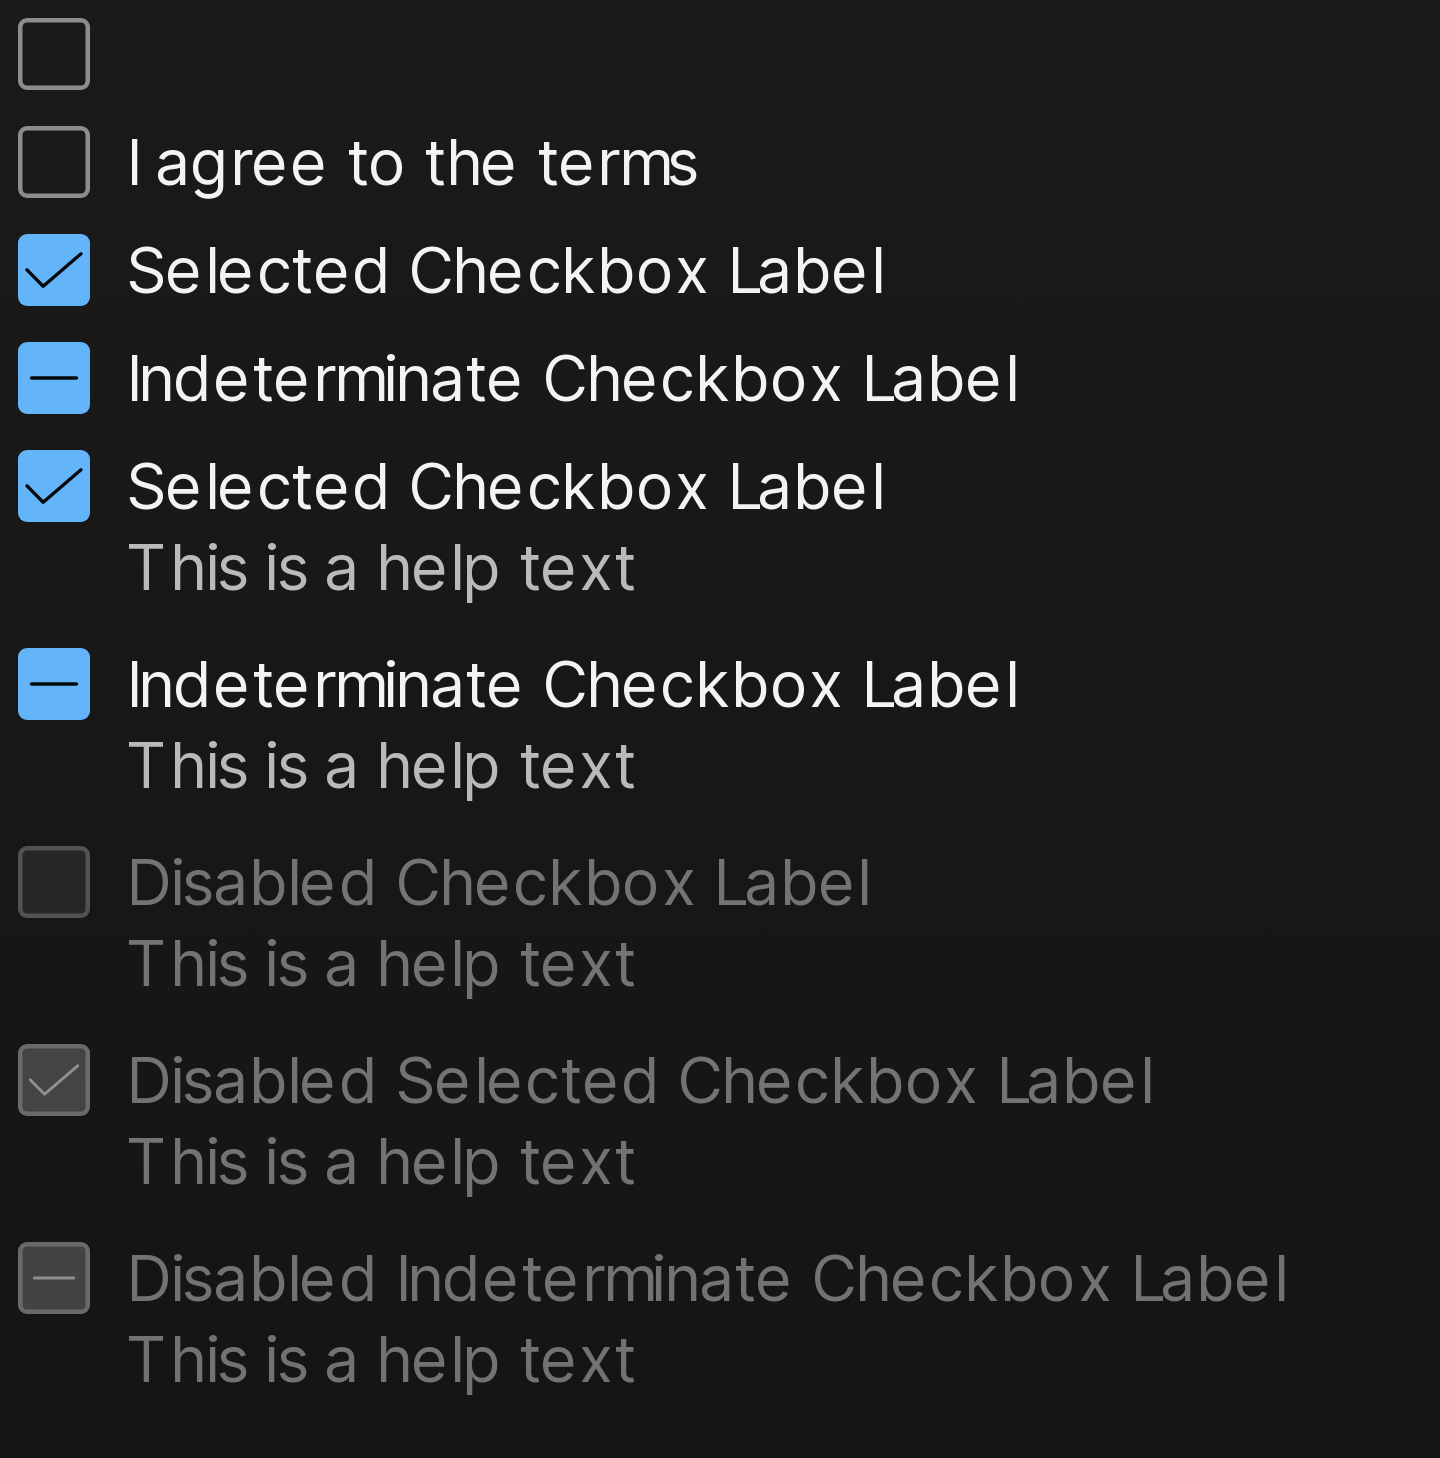 I agree to the terms
Selected Checkbox Label
Indeterminate Checkbox Label
Selected Checkbox Label
This is a help text
Indeterminate Checkbox Label
This is a help text
Disabled Checkbox Label
This is a help text
Disabled Selected Checkbox Label
This is a help text
Disabled Indeterminate Checkbox Label
This is a help text